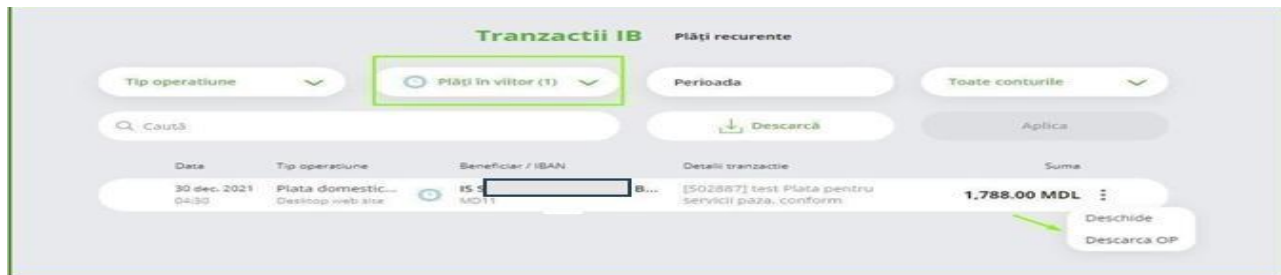 Tranzactii IB Plăți recurente
Tip operatiune Plăți în viitor (1) Perioada Toate conturile
Caută Descarcă Aplica
Data Tip operatiune Beneficiar / IBAN Detalii tranzactie Suma
30 dec. 2021 Plata domestic... IS S B... [502887] test Plata pentru 1,788.00 MDL
04:30 Desktop web site MD11 servicii paza, conform
Deschide
Descarca OP